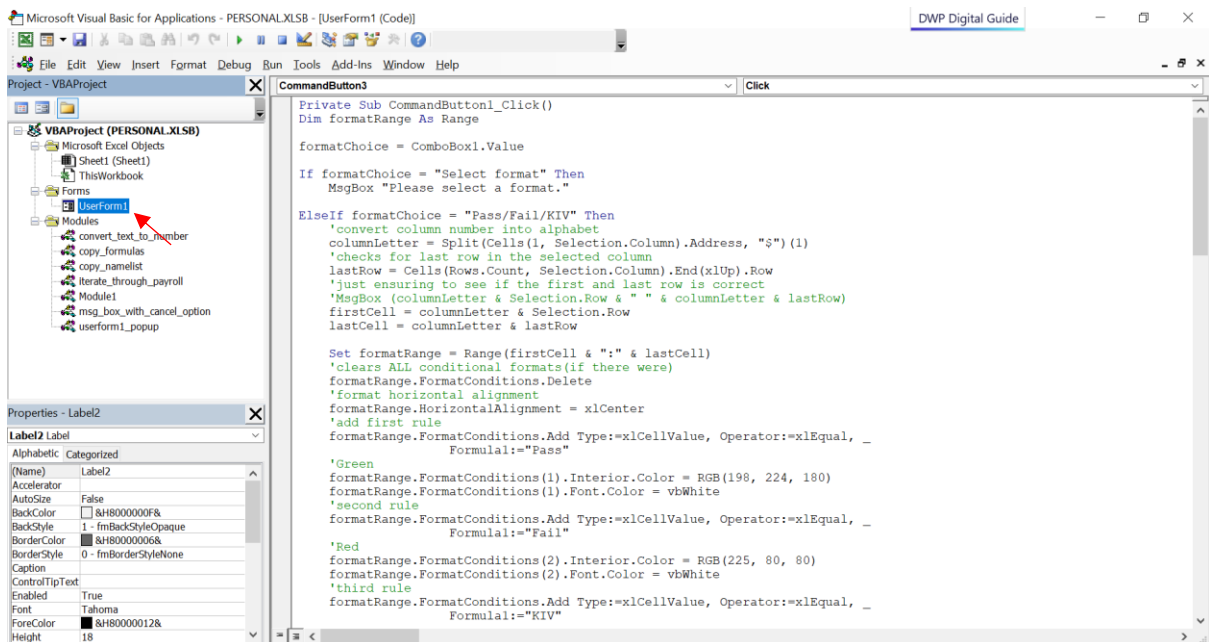 Microsoft Visual Basic for Applications - PERSONAL.XLSB - [UserForm1 (Code)]
DWP Digital Guide
File Edit View Insert Format Debug Run Tools Add-Ins Window Help
Project - VBAProject
VBAProject (PERSONAL.XLSB)
Microsoft Excel Objects
Sheet1 (Sheet1)
ThisWorkbook
Forms
UserForm1
Modules
convert_text_to_number
copy_formulas
copy_namelist
iterate_through_payroll
Module1
msg_box_with_cancel_option
userform1_popup
Properties - Label2
Label2 Label
Alphabetic Categorized
(Name) Label2
Accelerator
AutoSize False
BackColor &H8000000F&
BackStyle 1 - fmBackStyleOpaque
BorderColor &H80000006&
BorderStyle 0 - fmBorderStyleNone
Caption
ControlTipText
Enabled True
Font Tahoma
ForeColor &H80000012&
Height 18
CommandButton3 Click
Private Sub CommandButton1_Click()
Dim formatRange As Range
formatChoice = ComboBox1.Value
If formatChoice = "Select format" Then
MsgBox "Please select a format."
ElseIf formatChoice = "Pass/Fail/KIV" Then
'convert column number into alphabet
columnLetter = Split(Cells(1, Selection.Column).Address, "$")(1)
'checks for last row in the selected column
lastRow = Cells(Rows.Count, Selection.Column).End(xlUp).Row
'just ensuring to see if the first and last row is correct
'MsgBox (columnLetter & Selection.Row & " " & columnLetter & lastRow)
firstCell = columnLetter & Selection.Row
lastCell = columnLetter & lastRow
Set formatRange = Range(firstCell & ":" & lastCell)
'clears ALL conditional formats(if there were)
formatRange.FormatConditions.Delete
'format horizontal alignment
formatRange.HorizontalAlignment = xlCenter
'add first rule
formatRange.FormatConditions.Add Type:=xlCellValue, Operator:=xlEqual, _
Formula1:="Pass"
'Green
formatRange.FormatConditions(1).Interior.Color = RGB(198, 224, 180)
formatRange.FormatConditions(1).Font.Color = vbWhite
'second rule
formatRange.FormatConditions.Add Type:=xlCellValue, Operator:=xlEqual, _
Formula1:="Fail"
'Red
formatRange.FormatConditions(2).Interior.Color = RGB(225, 80, 80)
formatRange.FormatConditions(2).Font.Color = vbWhite
'third rule
formatRange.FormatConditions.Add Type:=xlCellValue, Operator:=xlEqual, _
Formula1:="KIV"